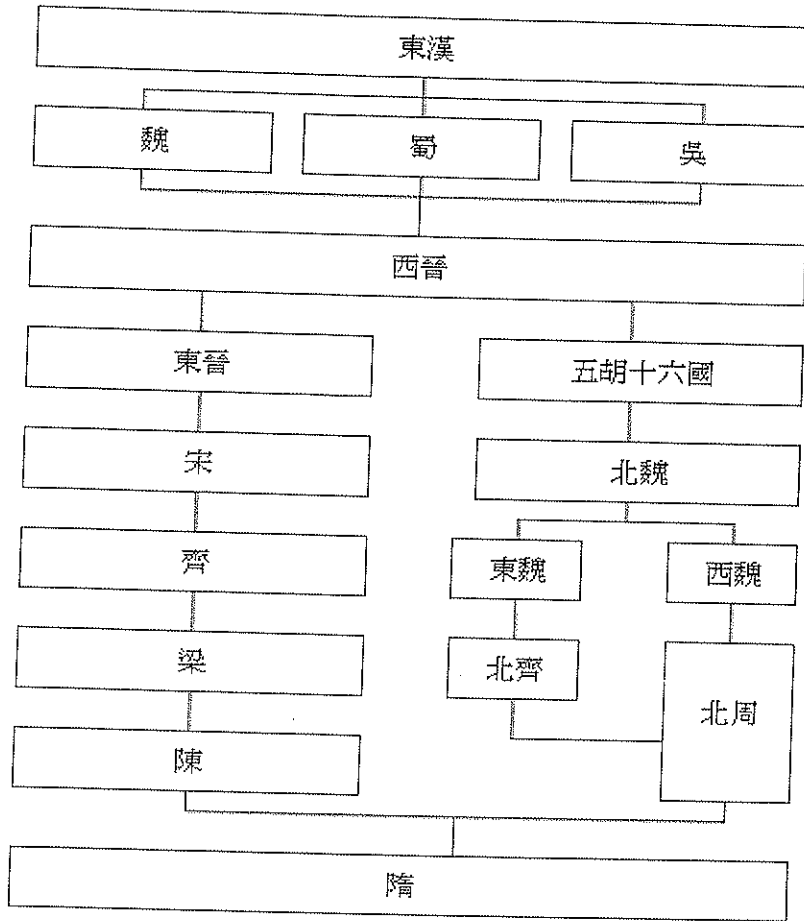 東漢
魏
蜀
吳
西晉
東晉
五胡十六國
宋
北魏
齊
東魏
西魏
梁
北齊
北周
陳
隋